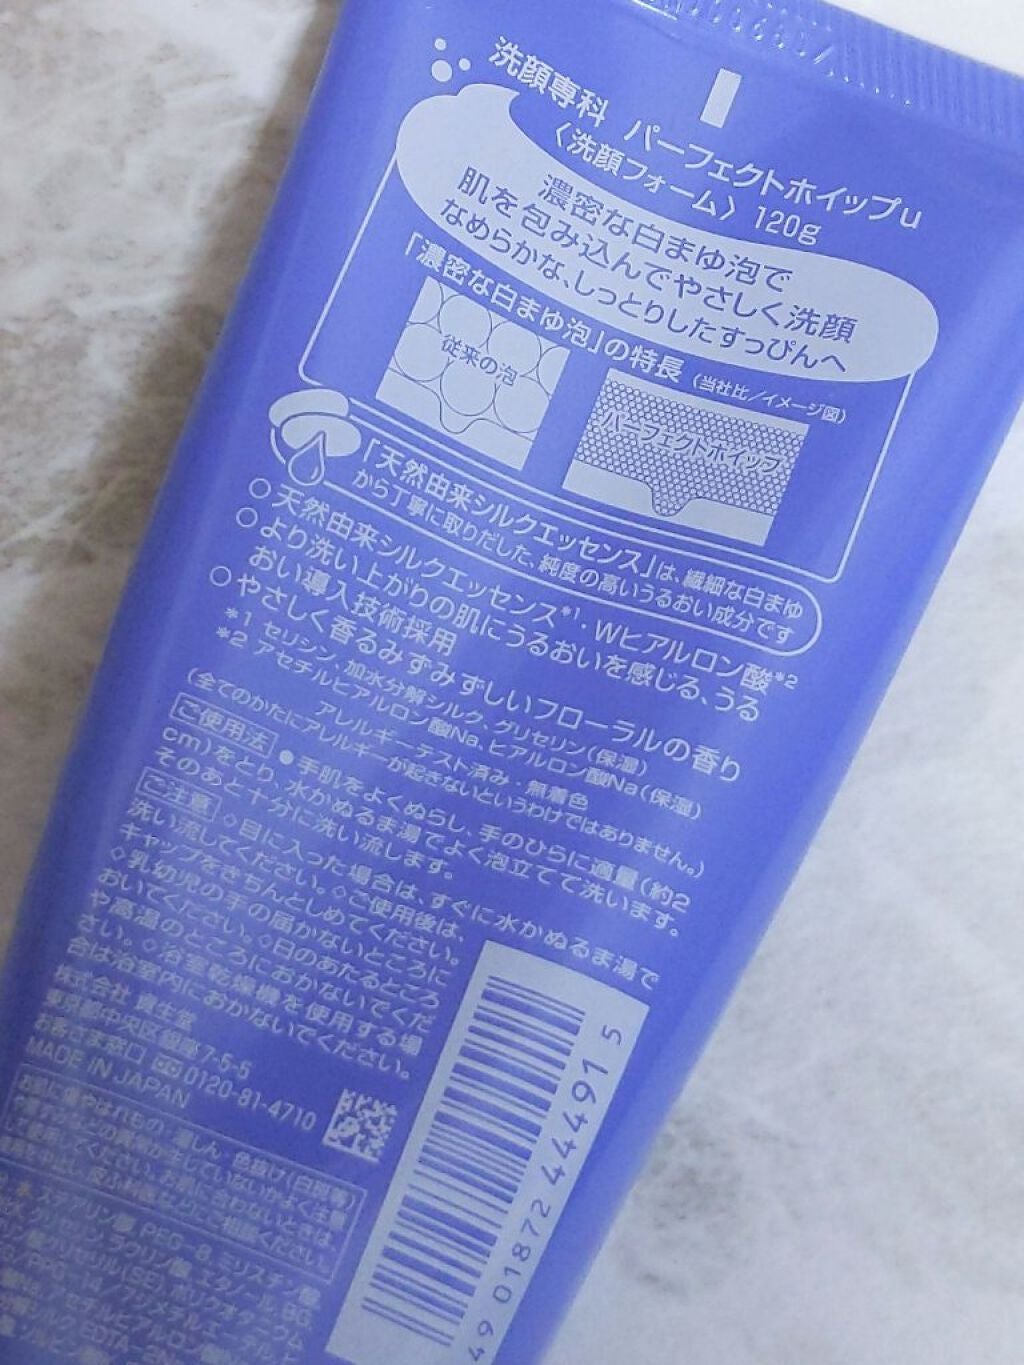 洗顔専科 パーフェクトホイップu
〈洗顔フォーム〉 120g
濃密な白まゆ泡で
肌を包み込んでやさしく洗顔
なめらかな、しっとりしたすっぴんへ
「濃密な白まゆ泡」の特長(当社比/イメージ図)
従来の泡
パーフェクトホイップ
「天然由来シルクエッセンス」は、繊細な白まゆ
から丁寧に取りだした、純度の高いうるおい成分です
○天然由来シルクエッセンス*1、Wヒアルロン酸*2
○より洗い上がりの肌にうるおいを感じる、うる
おい導入技術採用
○やさしく香るみずみずしいフローラルの香り
*1 セリシン、加水分解シルク、グリセリン(保湿)
*2 アセチルヒアルロン酸Na、ヒアルロン酸Na(保湿)
アレルギーテスト済み・無着色
(全てのかたにアレルギーが起きないというわけではありません。)
ご使用法 ●手肌をよくぬらし、手のひらに適量(約2
cm)をとり、水かぬるま湯でよく泡立てて洗います。
そのあと十分に洗い流します。
ご注意 ◇目に入った場合は、すぐに水かぬるま湯で
洗い流してください。◇ご使用後は、
キャップをきちんとしめてください。
◇乳幼児の手の届かないところに
おいてください。◇日のあたるところ
や高温のところにおかないでくだ
さい。◇浴室乾燥機を使用する場
合は浴室内におかないでください。
株式会社 資生堂
東京都中央区銀座7-5-5
お客さま窓口 0120-81-4710
MADE IN JAPAN
4901872 444915